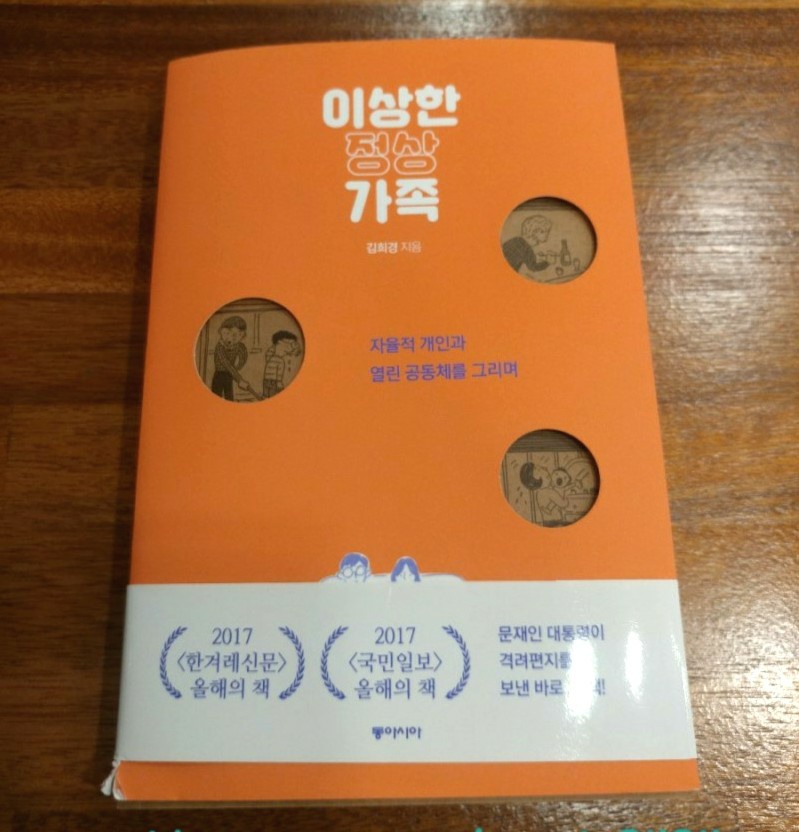 이상한
정상
가족
김희경 지음
자율적 개인과
열린 공동체를 그리며
2017
〈한겨레신문〉
올해의 책
2017
〈국민일보〉
올해의 책
문재인 대통령이
격려편지를
보낸 바로
동아시아